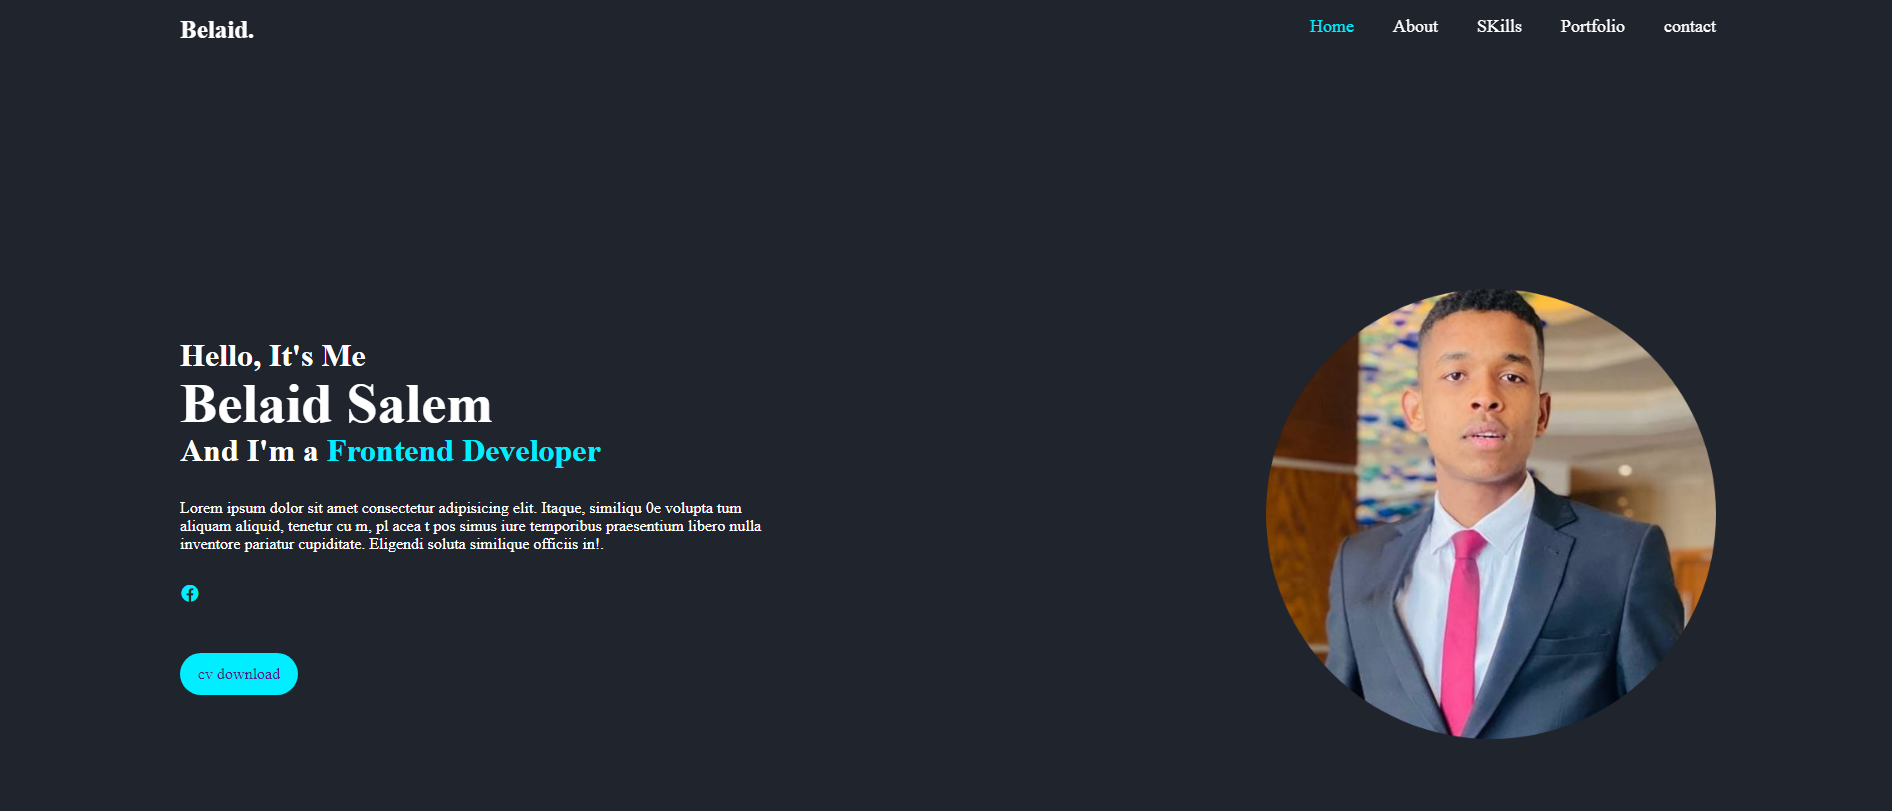 Belaid.
Home About SKills Portfolio contact
Hello, It's Me
Belaid Salem
And I'm a Frontend Developer
Lorem ipsum dolor sit amet consectetur adipisicing elit. Itaque, similiqu 0e volupta tum
aliquam aliquid, tenetur cu m, pl acea t pos simus iure temporibus praesentium libero nulla
inventore pariatur cupiditate. Eligendi soluta similique officiis in!.
cv download